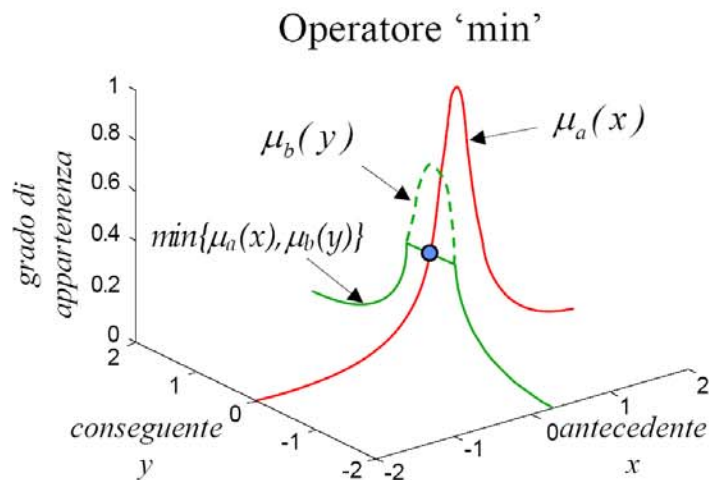 Operatore ‘min’
1
0.8
0.6
0.4
0.2
0
grado di
appartenenza
μb(y)
μa(x)
min{μa(x),μb(y)}
2
1
0
-1
-2
conseguente
y
-2
-1
0
1
2
antecedente
x